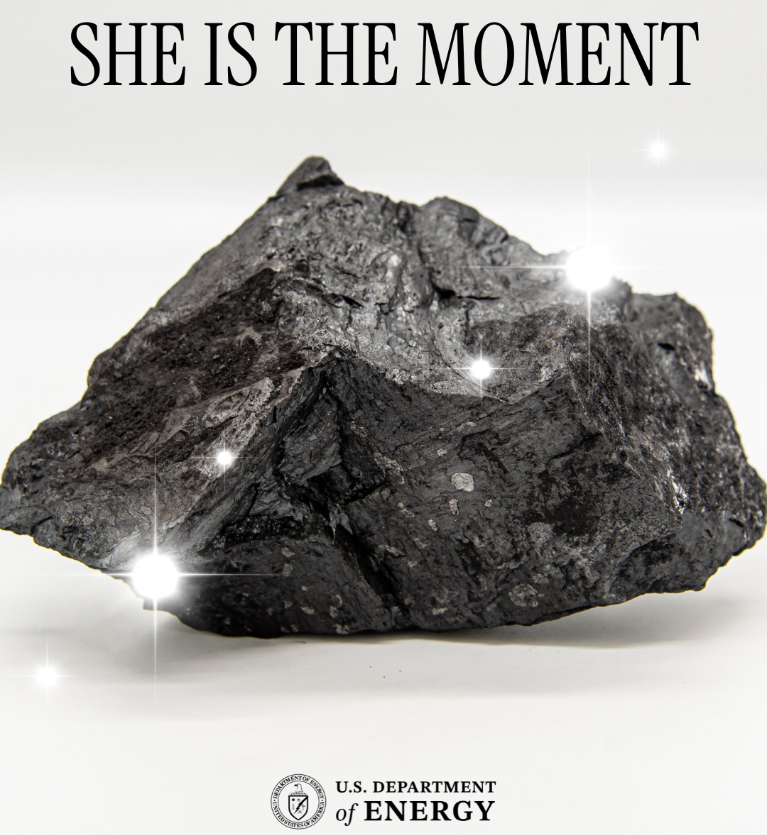 SHE IS THE MOMENT
U.S. DEPARTMENT
of ENERGY